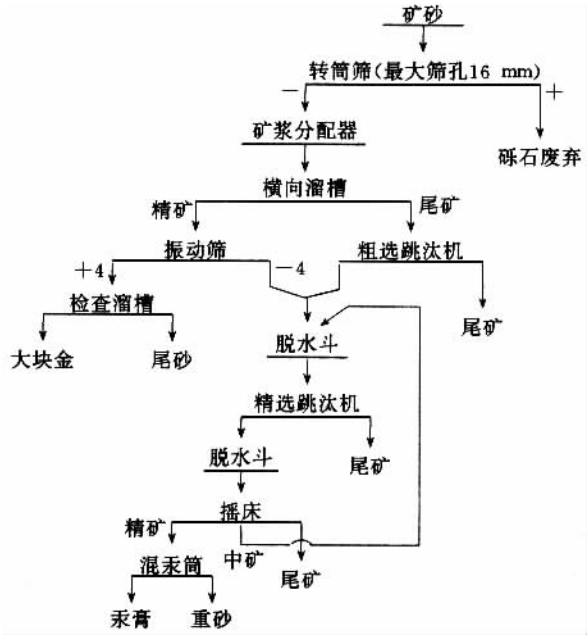 矿砂
转筒筛(最大筛孔16 mm)
− +
矿浆分配器 砾石废弃
横向溜槽
精矿 尾矿
振动筛 粗选跳汰机
+4 −4
检查溜槽 尾矿
大块金 尾砂 脱水斗
精选跳汰机
脱水斗 尾矿
摇床
精矿 中矿 尾矿
混汞筒
汞膏 重砂